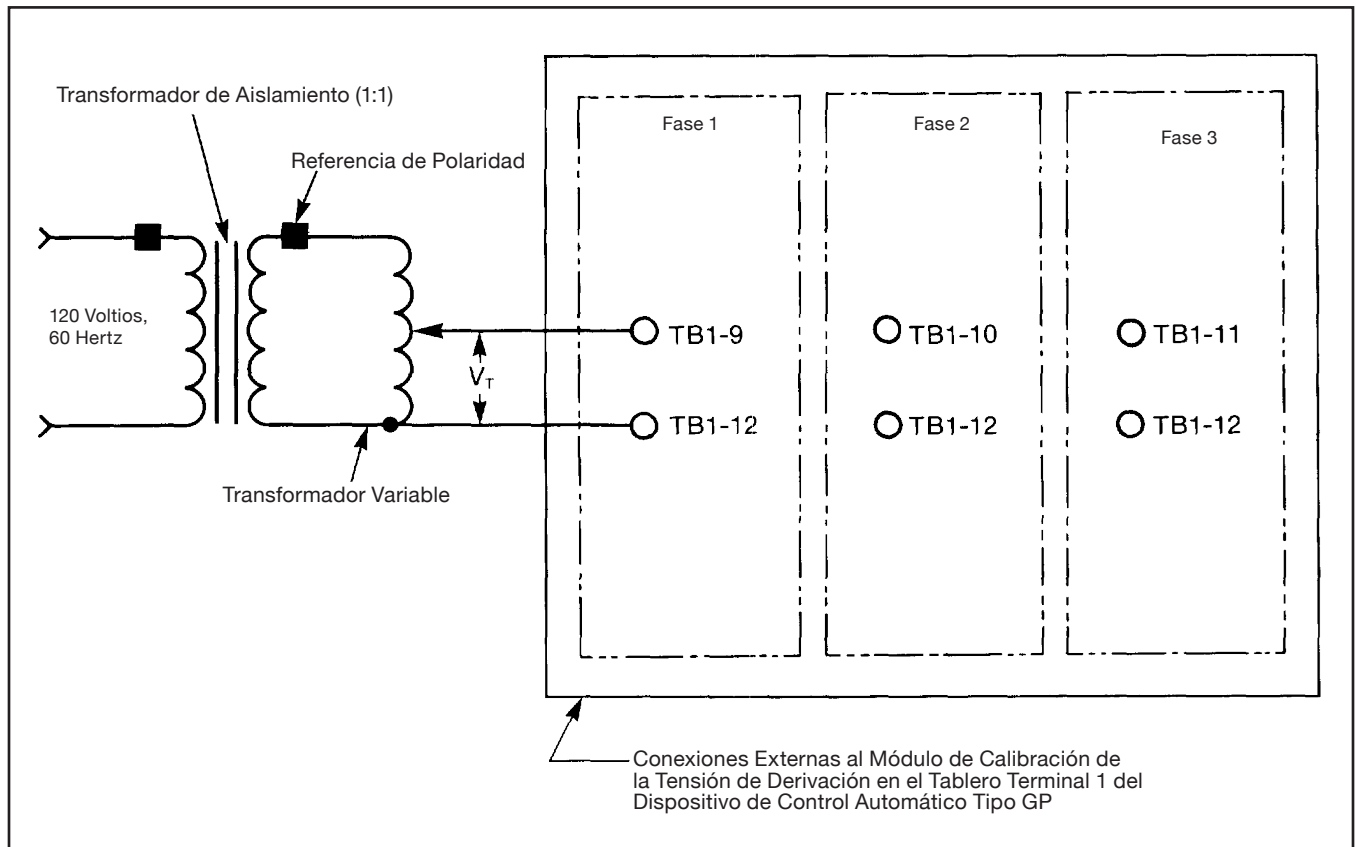 Transformador de Aislamiento (1:1)
Referencia de Polaridad
120 Voltios,
60 Hertz
Transformador Variable
V_T
Fase 1
Fase 2
Fase 3
TB1-9
TB1-10
TB1-11
TB1-12
TB1-12
TB1-12
Conexiones Externas al Módulo de Calibración de
la Tensión de Derivación en el Tablero Terminal 1 del
Dispositivo de Control Automático Tipo GP